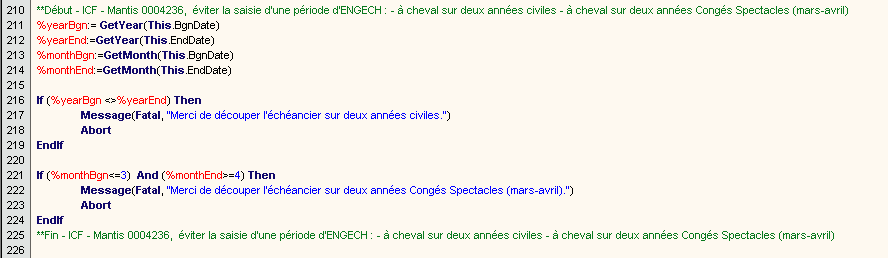 210 **Début - ICF - Mantis 0004236, éviter la saisie d'une période d'ENGECH : - à cheval sur deux années civiles - à cheval sur deux années Congés Spectacles (mars-avril)
211 %yearBgn:= GetYear(This.BgnDate)
212 %yearEnd:=GetYear(This.EndDate)
213 %monthBgn:=GetMonth(This.BgnDate)
214 %monthEnd:=GetMonth(This.EndDate)
215
216 If (%yearBgn <>%yearEnd) Then
217 Message(Fatal, "Merci de découper l'échéancier sur deux années civiles.")
218 Abort
219 EndIf
220
221 If (%monthBgn<=3) And (%monthEnd>=4) Then
222 Message(Fatal, "Merci de découper l'échéancier sur deux années Congés Spectacles (mars-avril).")
223 Abort
224 EndIf
225 **Fin - ICF - Mantis 0004236, éviter la saisie d'une période d'ENGECH : - à cheval sur deux années civiles - à cheval sur deux années Congés Spectacles (mars-avril)
226